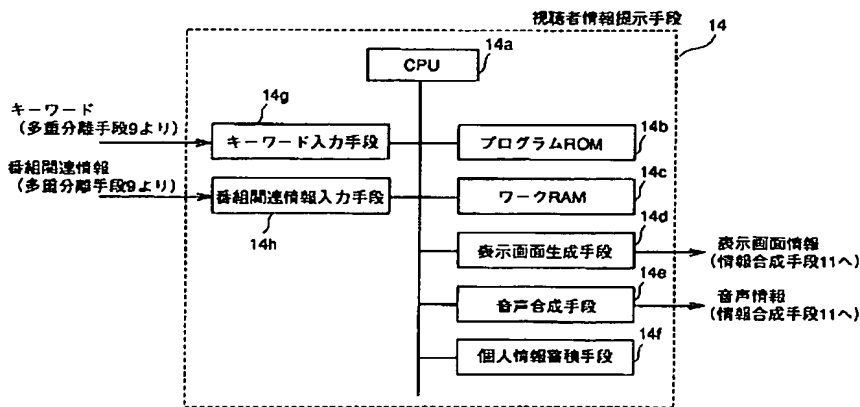 視聴者情報提示手段
14
14a
CPU
14g
キーワード
(多重分離手段9より)
キーワード入力手段
14b
プログラムROM
番組関連情報
(多重分離手段9より)
番組関連情報入力手段
14h
14c
ワークRAM
14d
表示画面生成手段
表示画面情報
(情報合成手段11へ)
14e
音声合成手段
音声情報
(情報合成手段11へ)
14f
個人情報蓄積手段